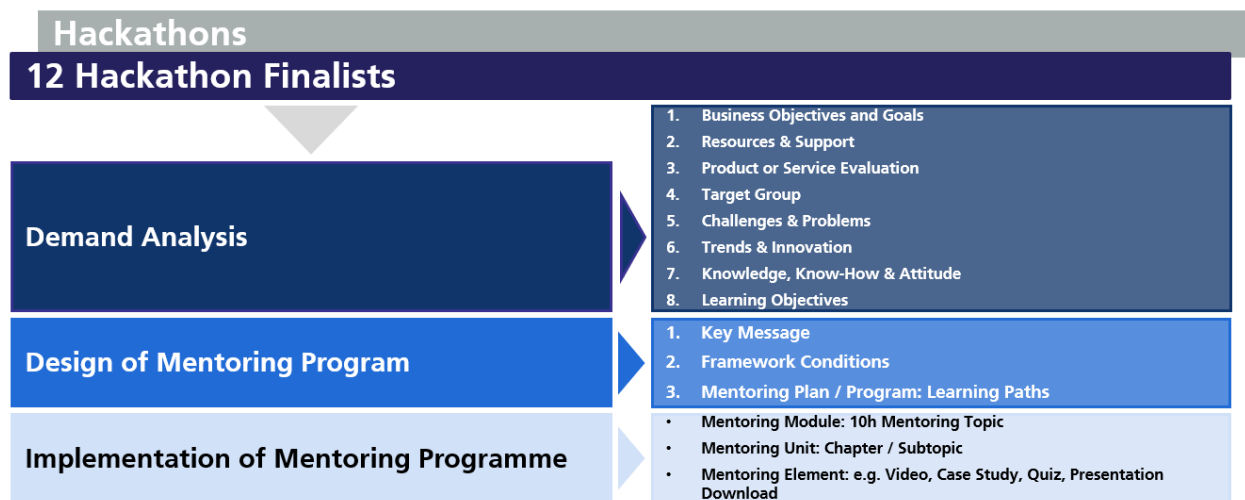 Hackathons
12 Hackathon Finalists
Demand Analysis
1. Business Objectives and Goals
2. Resources & Support
3. Product or Service Evaluation
4. Target Group
5. Challenges & Problems
6. Trends & Innovation
7. Knowledge, Know-How & Attitude
8. Learning Objectives
Design of Mentoring Program
1. Key Message
2. Framework Conditions
3. Mentoring Plan / Program: Learning Paths
Implementation of Mentoring Programme
• Mentoring Module: 10h Mentoring Topic
• Mentoring Unit: Chapter / Subtopic
• Mentoring Element: e.g. Video, Case Study, Quiz, Presentation
Download